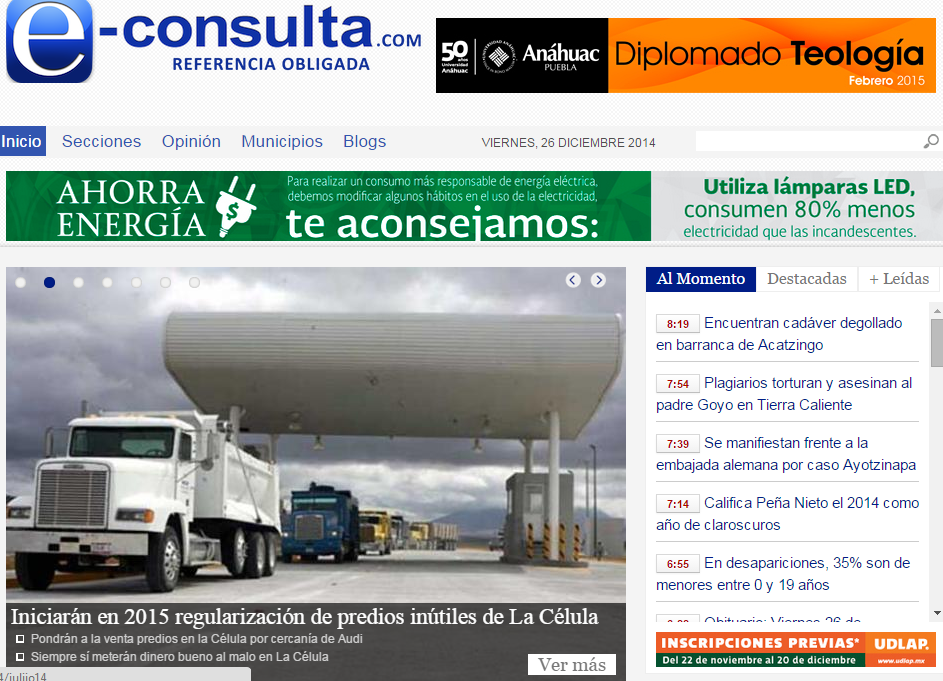 e-consulta.COM
REFERENCIA OBLIGADA
50
Universidad
Anáhuac
Anáhuac
PUEBLA
Diplomado Teología
Febrero 2015
Inicio Secciones Opinión Municipios Blogs VIERNES, 26 DICIEMBRE 2014
AHORRA
ENERGÍA
$
Para realizar un consumo más responsable de energía eléctrica,
debemos modificar algunos hábitos en el uso de la electricidad,
te aconsejamos:
Utiliza lámparas LED,
consumen 80% menos
electricidad que las incandescentes.
Iniciarán en 2015 regularización de predios inútiles de La Célula
Pondrán a la venta predios en la Célula por cercanía de Audi
Siempre sí meterán dinero bueno al malo en La Célula
Ver más
Al Momento Destacadas + Leídas
8:19 Encuentran cadáver degollado
en barranca de Acatzingo
7:54 Plagiarios torturan y asesinan al
padre Goyo en Tierra Caliente
7:39 Se manifiestan frente a la
embajada alemana por caso Ayotzinapa
7:14 Califica Peña Nieto el 2014 como
año de claroscuros
6:55 En desapariciones, 35% son de
menores entre 0 y 19 años
Obituario: Viernes 26 de
INSCRIPCIONES PREVIAS* UDLAP.
Del 22 de noviembre al 20 de diciembre www.udlap.mx